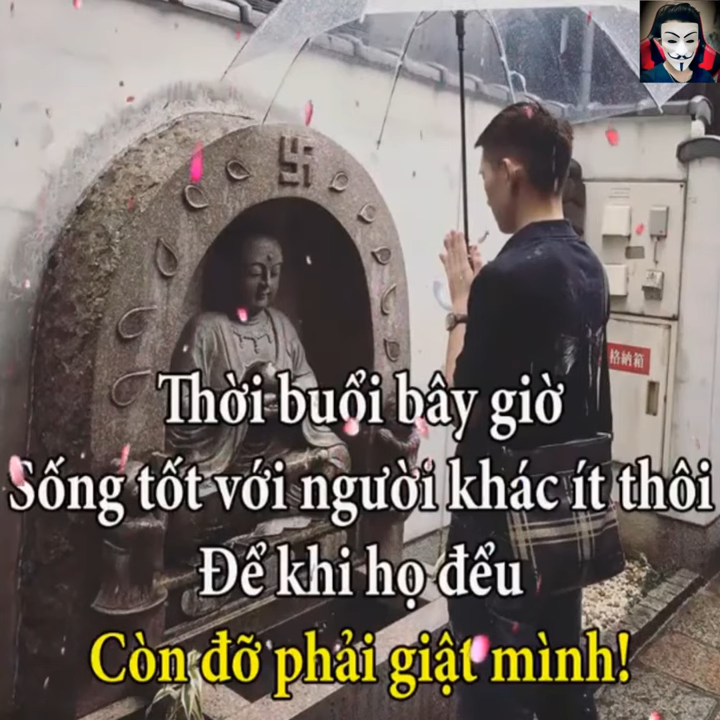 格納箱
Thời buổi bây giờ
Sống tốt với người khác ít thôi
Để khi họ đểu
Còn đỡ phải giật mình!